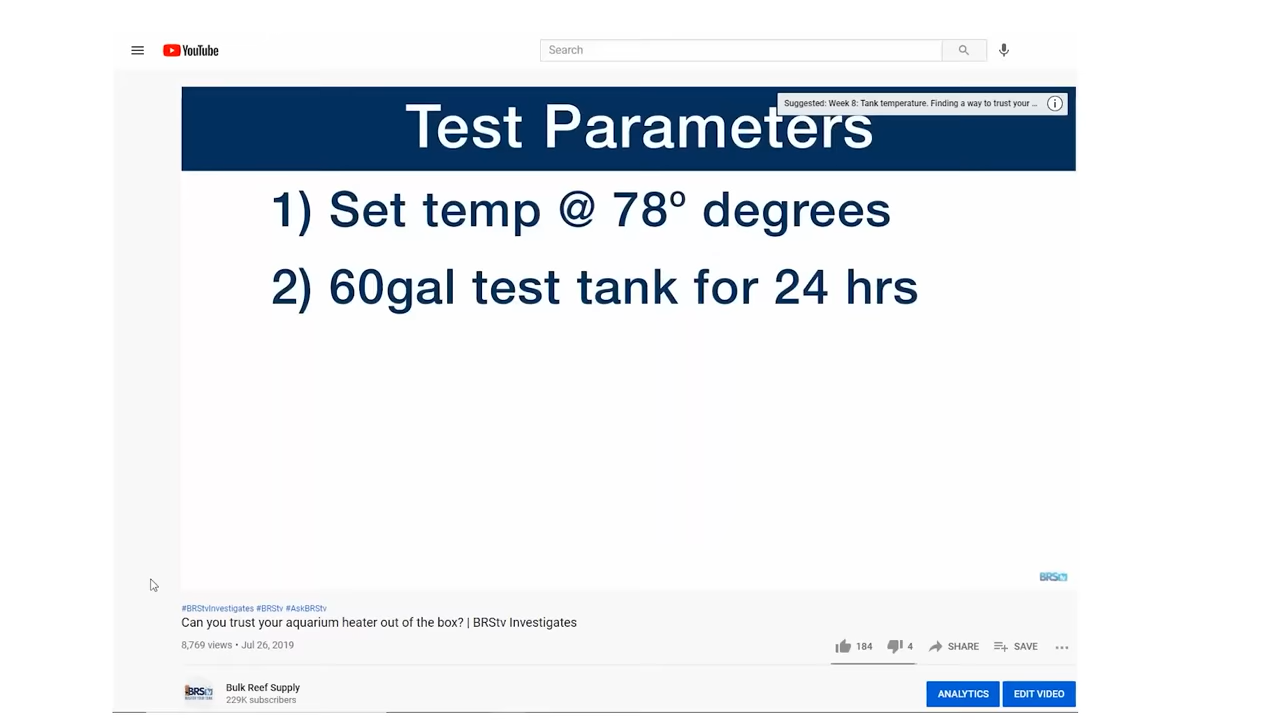 YouTube
Search
Suggested: Week 8: Tank temperature. Finding a way to trust your ...
Test Parameters
1) Set temp @ 78º degrees
2) 60gal test tank for 24 hrs
BRStv
#BRStvInvestigates #BRStv #AskBRStv
Can you trust your aquarium heater out of the box? | BRStv Investigates
8,769 views • Jul 26, 2019
184 4 SHARE SAVE
BRStv
Bulk Reef Supply
229K subscribers
ANALYTICS EDIT VIDEO